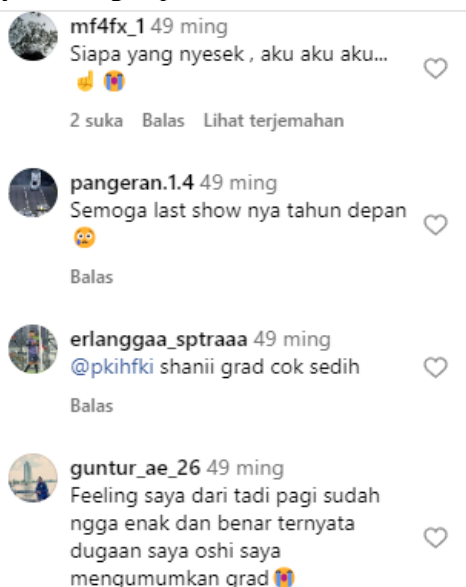 mf4fx_1 49 ming
Siapa yang nyesek , aku aku aku...
☝️ 😭
2 suka Balas Lihat terjemahan
pangeran.1.4 49 ming
Semoga last show nya tahun depan
😢
Balas
erlanggaa_sptraaa 49 ming
@pkihfki shanii grad cok sedih
Balas
guntur_ae_26 49 ming
Feeling saya dari tadi pagi sudah
ngga enak dan benar ternyata
dugaan saya oshi saya
mengumumkan grad😭